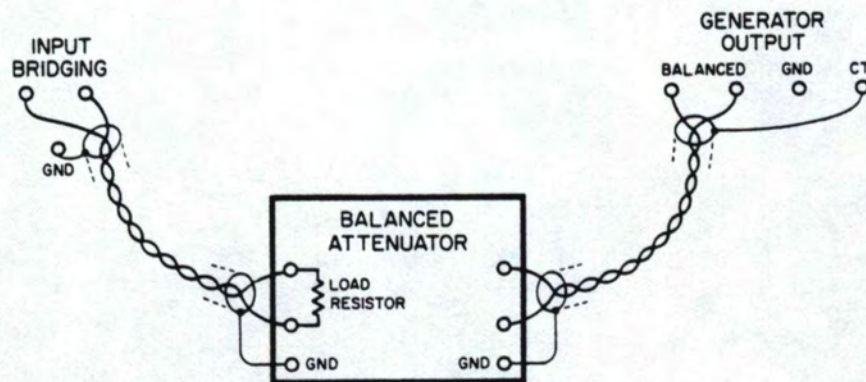 INPUT
BRIDGING
GND
GENERATOR
OUTPUT
BALANCED
GND
CT
BALANCED
ATTENUATOR
LOAD
RESISTOR
GND
GND